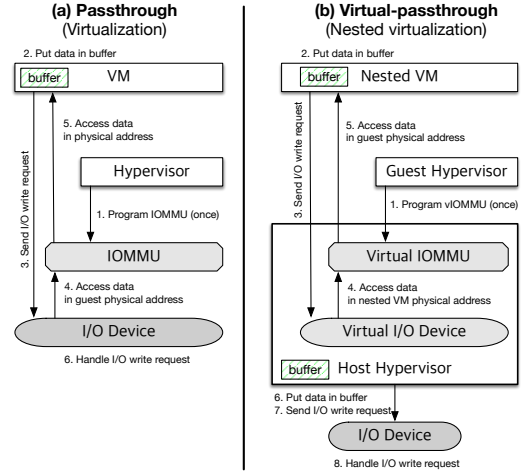 (a) Passthrough
(Virtualization)
2. Put data in buffer
buffer
VM
5. Access data
in physical address
3. Send I/O write request
Hypervisor
1. Program IOMMU (once)
IOMMU
4. Access data
in guest physical address
I/O Device
6. Handle I/O write request
(b) Virtual-passthrough
(Nested virtualization)
2. Put data in buffer
buffer
Nested VM
5. Access data
in guest physical address
3. Send I/O write request
Guest Hypervisor
1. Program vIOMMU (once)
Virtual IOMMU
4. Access data
in nested VM physical address
Virtual I/O Device
buffer
Host Hypervisor
6. Put data in buffer
7. Send I/O write request
I/O Device
8. Handle I/O write request